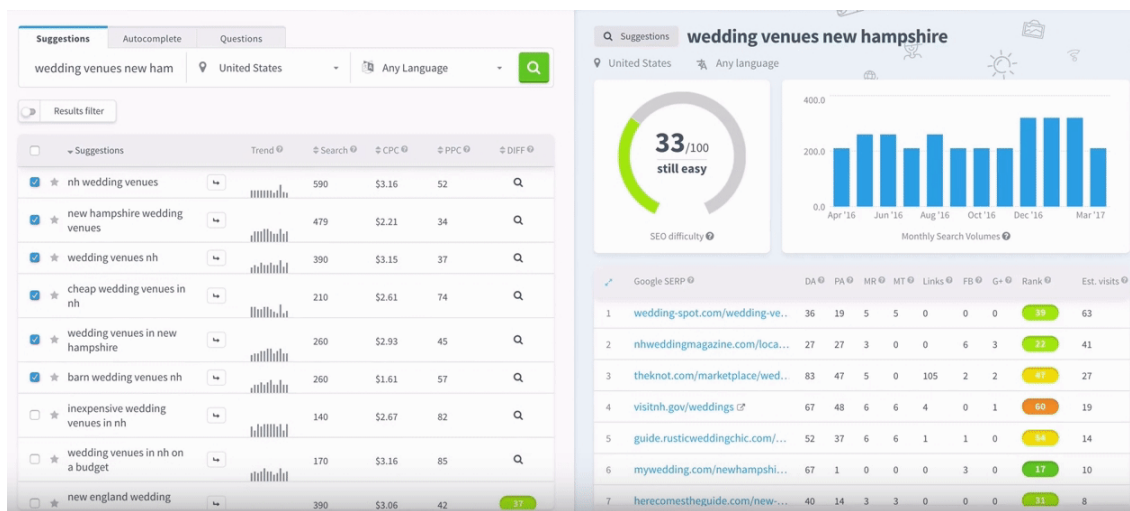 Suggestions Autocomplete Questions
wedding venues new ham United States Any Language
Results filter
Suggestions Trend Search CPC PPC DIFF
nh wedding venues 590 $3.16 52
new hampshire wedding
venues 479 $2.21 34
wedding venues nh 390 $3.15 37
cheap wedding venues in
nh 210 $2.61 74
wedding venues in new
hampshire 260 $2.93 45
barn wedding venues nh 260 $1.61 57
inexpensive wedding
venues in nh 140 $2.67 82
wedding venues in nh on
a budget 170 $3.16 85
new england wedding 390 $3.06 42 37
Suggestions wedding venues new hampshire
United States Any language
33/100
still easy
SEO difficulty
400.0
200.0
0.0
Apr '16 Jun '16 Aug '16 Oct '16 Dec '16 Mar '17
Monthly Search Volumes
Google SERP DA PA MR MT Links FB G+ Rank Est. visits
1 wedding-spot.com/wedding-ve.. 36 19 5 5 0 0 0 39 63
2 nhweddingmagazine.com/loca... 27 27 3 0 0 6 3 22 41
3 theknot.com/marketplace/wed.. 83 47 5 0 105 2 2 47 27
4 visitnh.gov/weddings 67 48 6 6 4 0 1 60 19
5 guide.rusticweddingchic.com/... 52 37 6 6 1 1 0 54 14
6 mywedding.com/newhampshi... 67 1 0 0 0 3 0 17 10
7 herecomestheguide.com/new-... 40 14 3 3 0 0 0 31 8